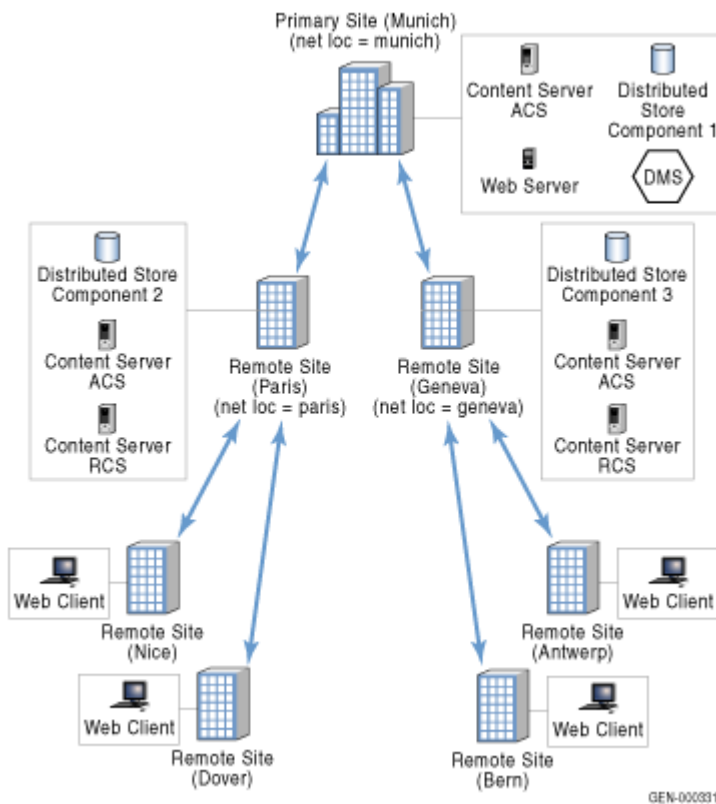 Primary Site (Munich)
(net loc = munich)
Content Server
ACS
Distributed
Store
Component 1
Web Server
DMS
Distributed Store
Component 2
Content Server
ACS
Content Server
RCS
Remote Site
(Paris)
(net loc = paris)
Remote Site
(Geneva)
(net loc = geneva)
Distributed Store
Component 3
Content Server
ACS
Content Server
RCS
Web Client
Remote Site
(Nice)
Web Client
Remote Site
(Antwerp)
Web Client
Remote Site
(Dover)
Web Client
Remote Site
(Bern)
GEN-000331